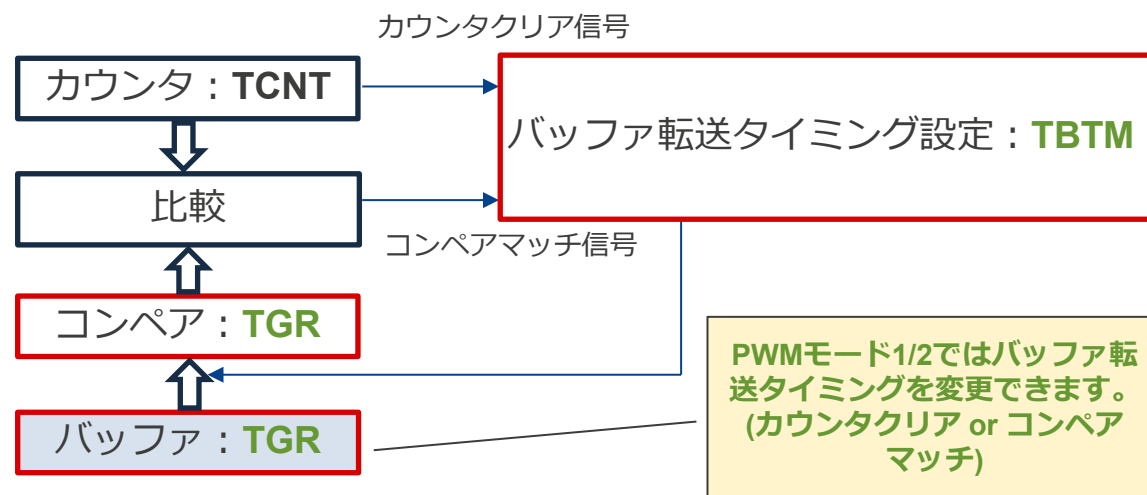 カウンタクリア信号
カウンタ：TCNT
バッファ転送タイミング設定：TBTM
比較
コンペアマッチ信号
コンペア：TGR
PWMモード1/2ではバッファ転
送タイミングを変更できます。
(カウンタクリア or コンペア
マッチ)
バッファ：TGR